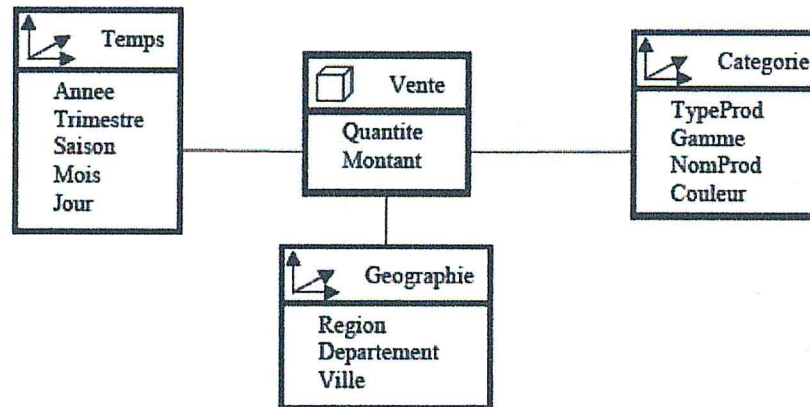 Temps
Annee
Trimestre
Saison
Mois
Jour
Vente
Quantite
Montant
Categorie
TypeProd
Gamme
NomProd
Couleur
Geographie
Region
Departement
Ville